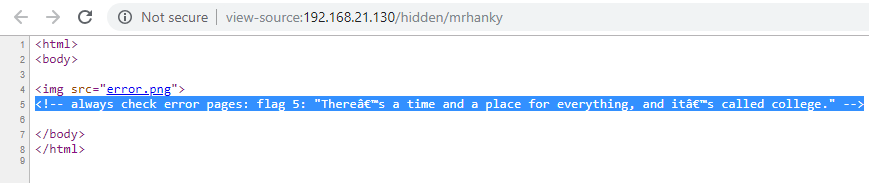 Not secure | view-source:192.168.21.130/hidden/mrhanky
1 <html>
2 <body>
3
4 <img src="error.png">
5 <!-- always check error pages: flag 5: "Thereâ€™s a time and a place for everything, and itâ€™s called college." -->
6
7 </body>
8 </html>
9